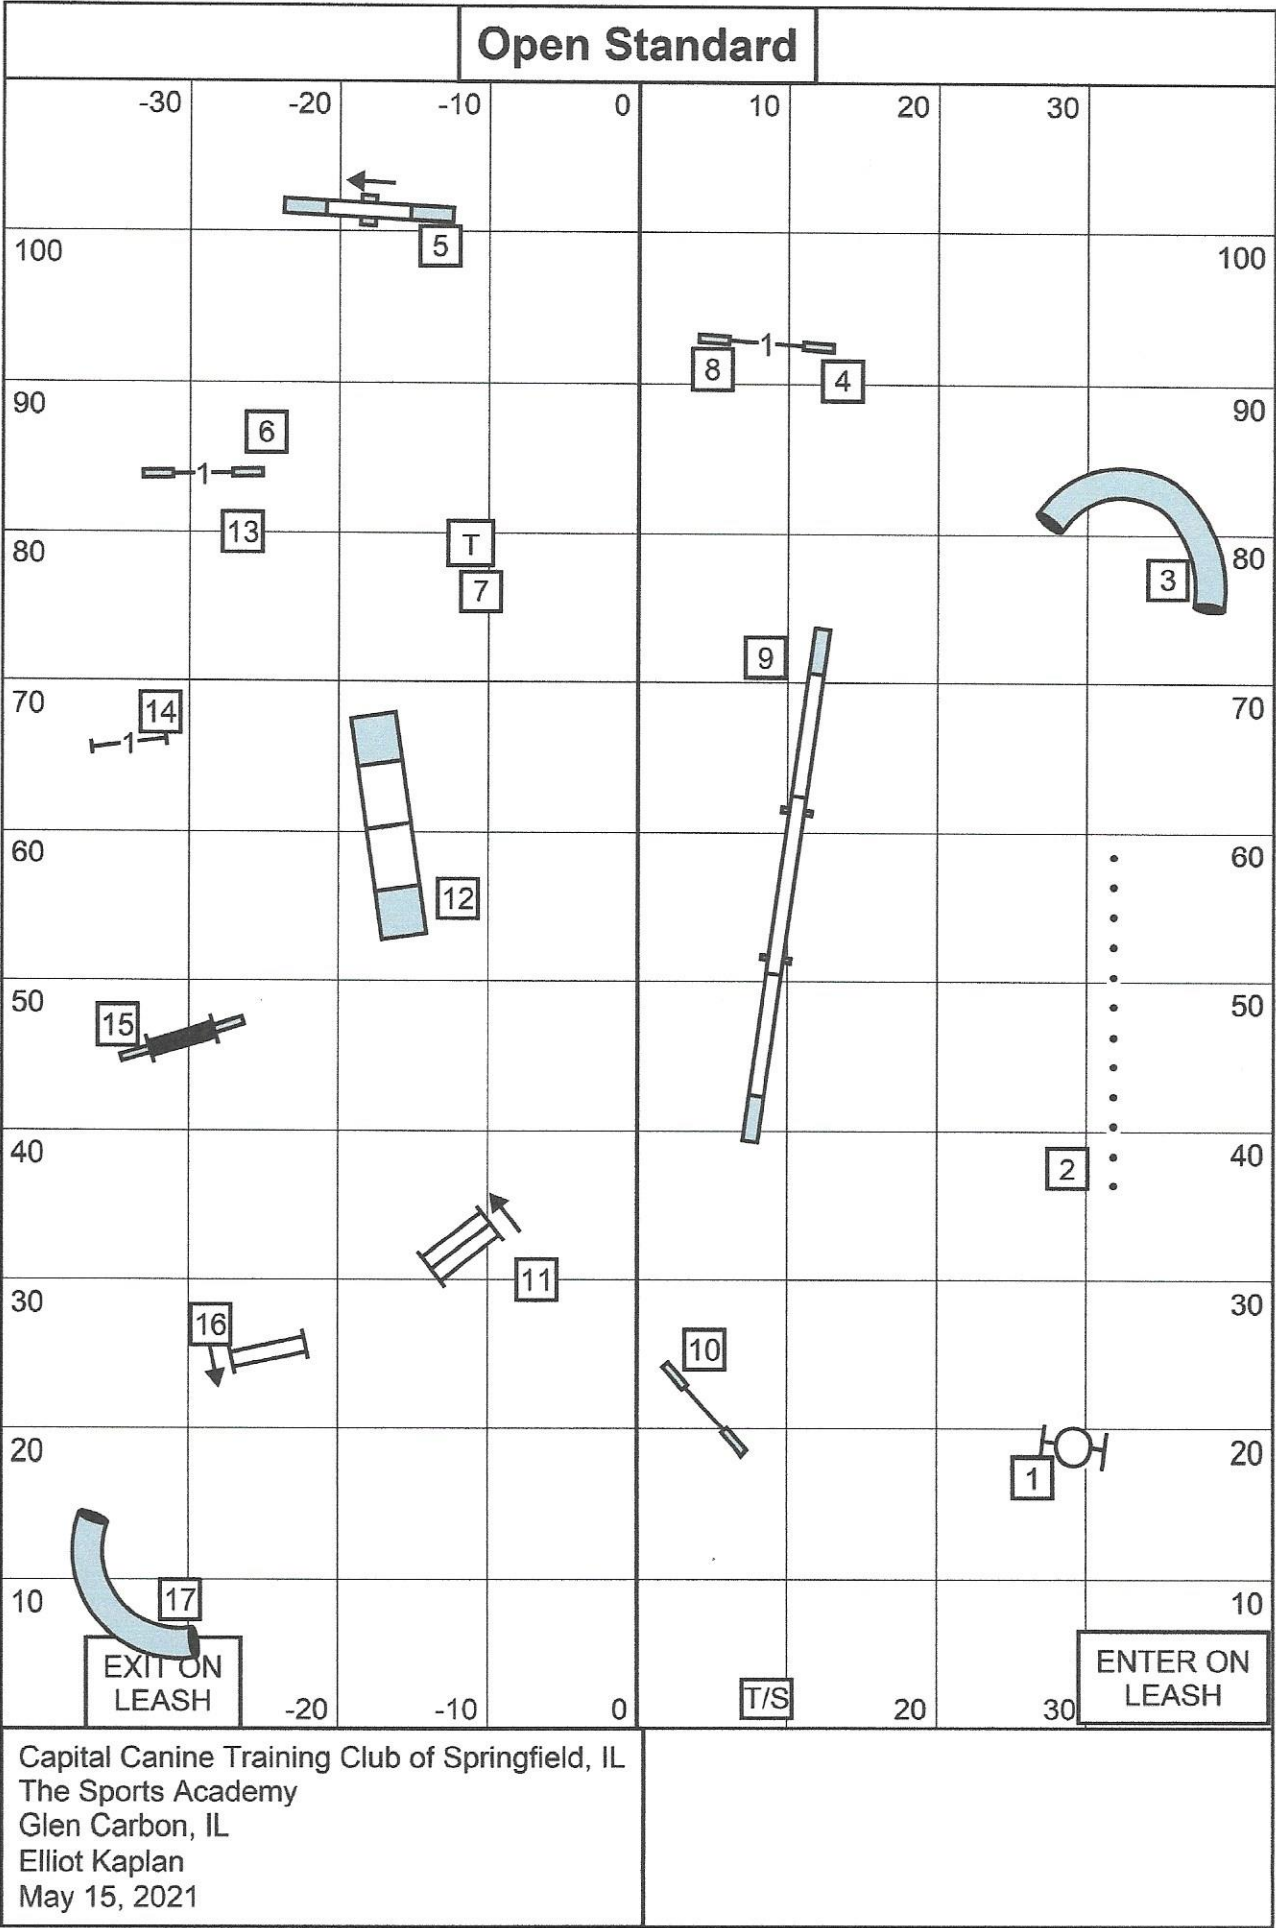 Open Standard
-30 -20 -10 0 10 20 30
5
100 100
1
8 4
90 90
6
1
13
T
80 80
7
3
9
70 70
14
1
12
60 60
15
50 50
2
40 40
11
30 30
16
10
20 20
1
17
10 10
EXIT ON
LEASH
ENTER ON
LEASH
-20 -10 0 T/S 20 30
Capital Canine Training Club of Springfield, IL
The Sports Academy
Glen Carbon, IL
Elliot Kaplan
May 15, 2021